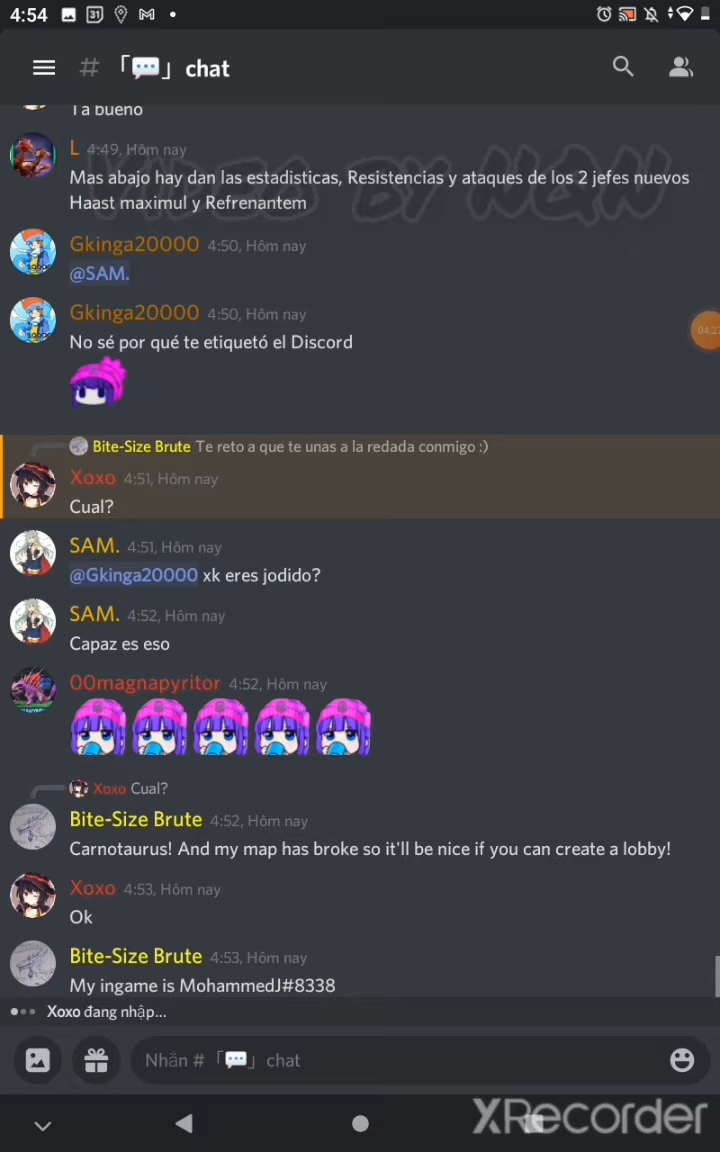 4:54
31
「💬」 chat
Ta bueno
L 4:49, Hôm nay
Mas abajo hay dan las estadisticas, Resistencias y ataques de los 2 jefes nuevos
Haast maximul y Refrenantem
VIDEO BY NQN
Gkinga20000 4:50, Hôm nay
@SAM.
Gkinga20000 4:50, Hôm nay
No sé por qué te etiquetó el Discord
Bite-Size Brute Te reto a que te unas a la redada conmigo :)
Xoxo 4:51, Hôm nay
Cual?
SAM. 4:51, Hôm nay
@Gkinga20000 xk eres jodido?
SAM. 4:52, Hôm nay
Capaz es eso
00magnapyritor 4:52, Hôm nay
Xoxo Cual?
Bite-Size Brute 4:52, Hôm nay
Carnotaurus! And my map has broke so it'll be nice if you can create a lobby!
Xoxo 4:53, Hôm nay
Ok
Bite-Size Brute 4:53, Hôm nay
My ingame is MohammedJ#8338
Xoxo đang nhập...
Nhắn #「💬」 chat
XRecorder